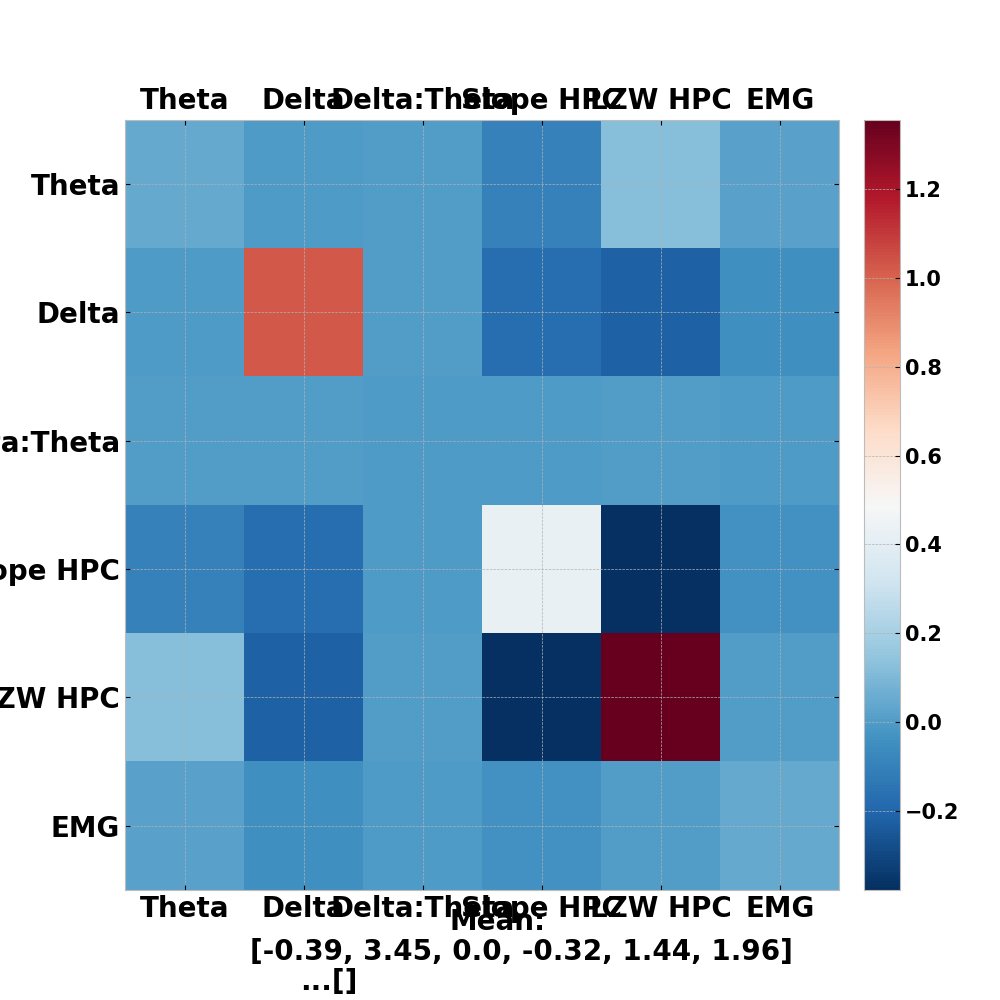 Theta Delta Delta:Theta Slope HPC LZW HPC EMG
1.2
Theta
1.0
Delta
0.8
a:Theta
0.6
0.4
ope HPC
0.2
ZW HPC
0.0
EMG
−0.2
Theta Delta Delta:Theta Slope HPC LZW HPC EMG
Mean:
[-0.39, 3.45, 0.0, -0.32, 1.44, 1.96]
...[]